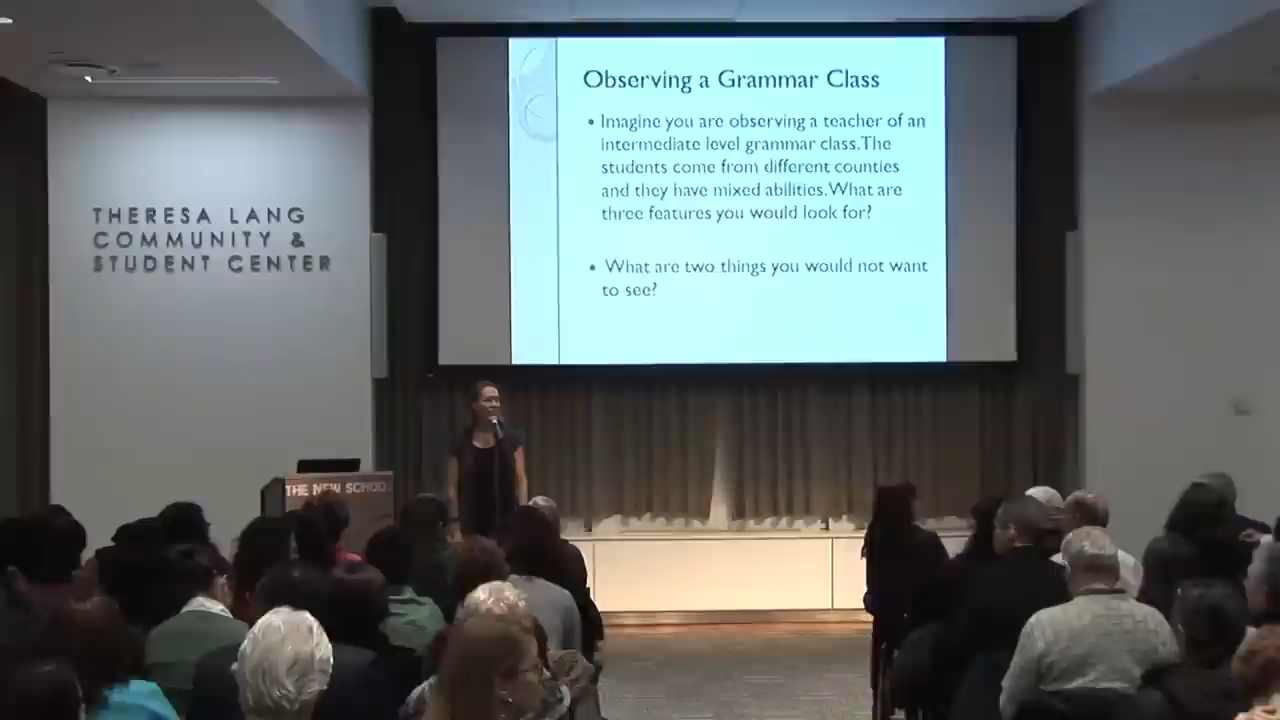 Observing a Grammar Class
• Imagine you are observing a teacher of an
intermediate level grammar class.The
students come from different counties
and they have mixed abilities.What are
three features you would look for?
• What are two things you would not want
to see?
THERESA LANG
COMMUNITY &
STUDENT CENTER
THE NEW SCHOOL